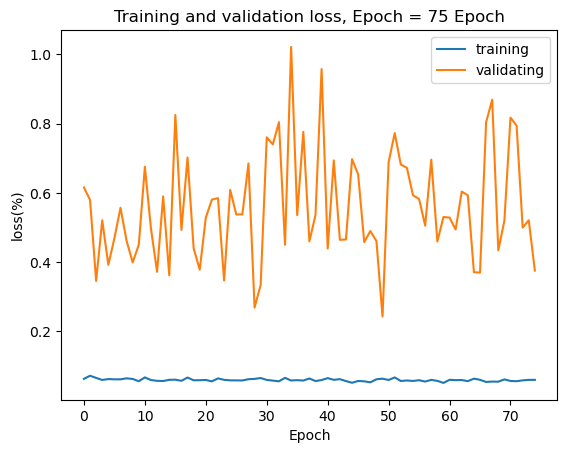 Training and validation loss, Epoch = 75 Epoch
training
validating
loss(%)
1.0
0.8
0.6
0.4
0.2
0 10 20 30 40 50 60 70
Epoch